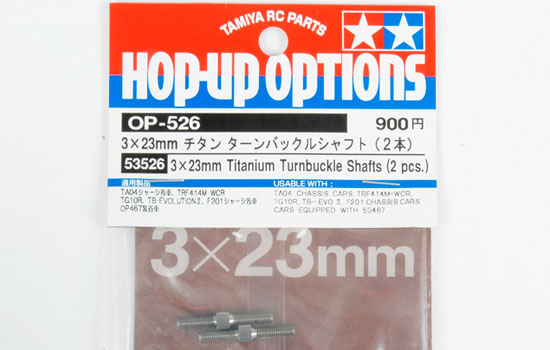 TAMIYA RC PARTS
HOP-UP OPTIONS
OP-526 900円
3×23mm チタン ターンバックルシャフト（2本）
53526 3×23mm Titanium Turnbuckle Shafts (2 pcs.)
適用製品
TA04シャーシ各車, TRF414M-WCR
TG10R, TB-EVOLUTIONⅡ, F201シャーシ各車
OP467装着車
USABLE WITH :
TA04 CHASSIS CARS, TRF414M-WCR,
TG10R, TB-EVO Ⅱ, F201 CHASSIS CARS
CARS EQUIPPED WITH 53467
3×23mm